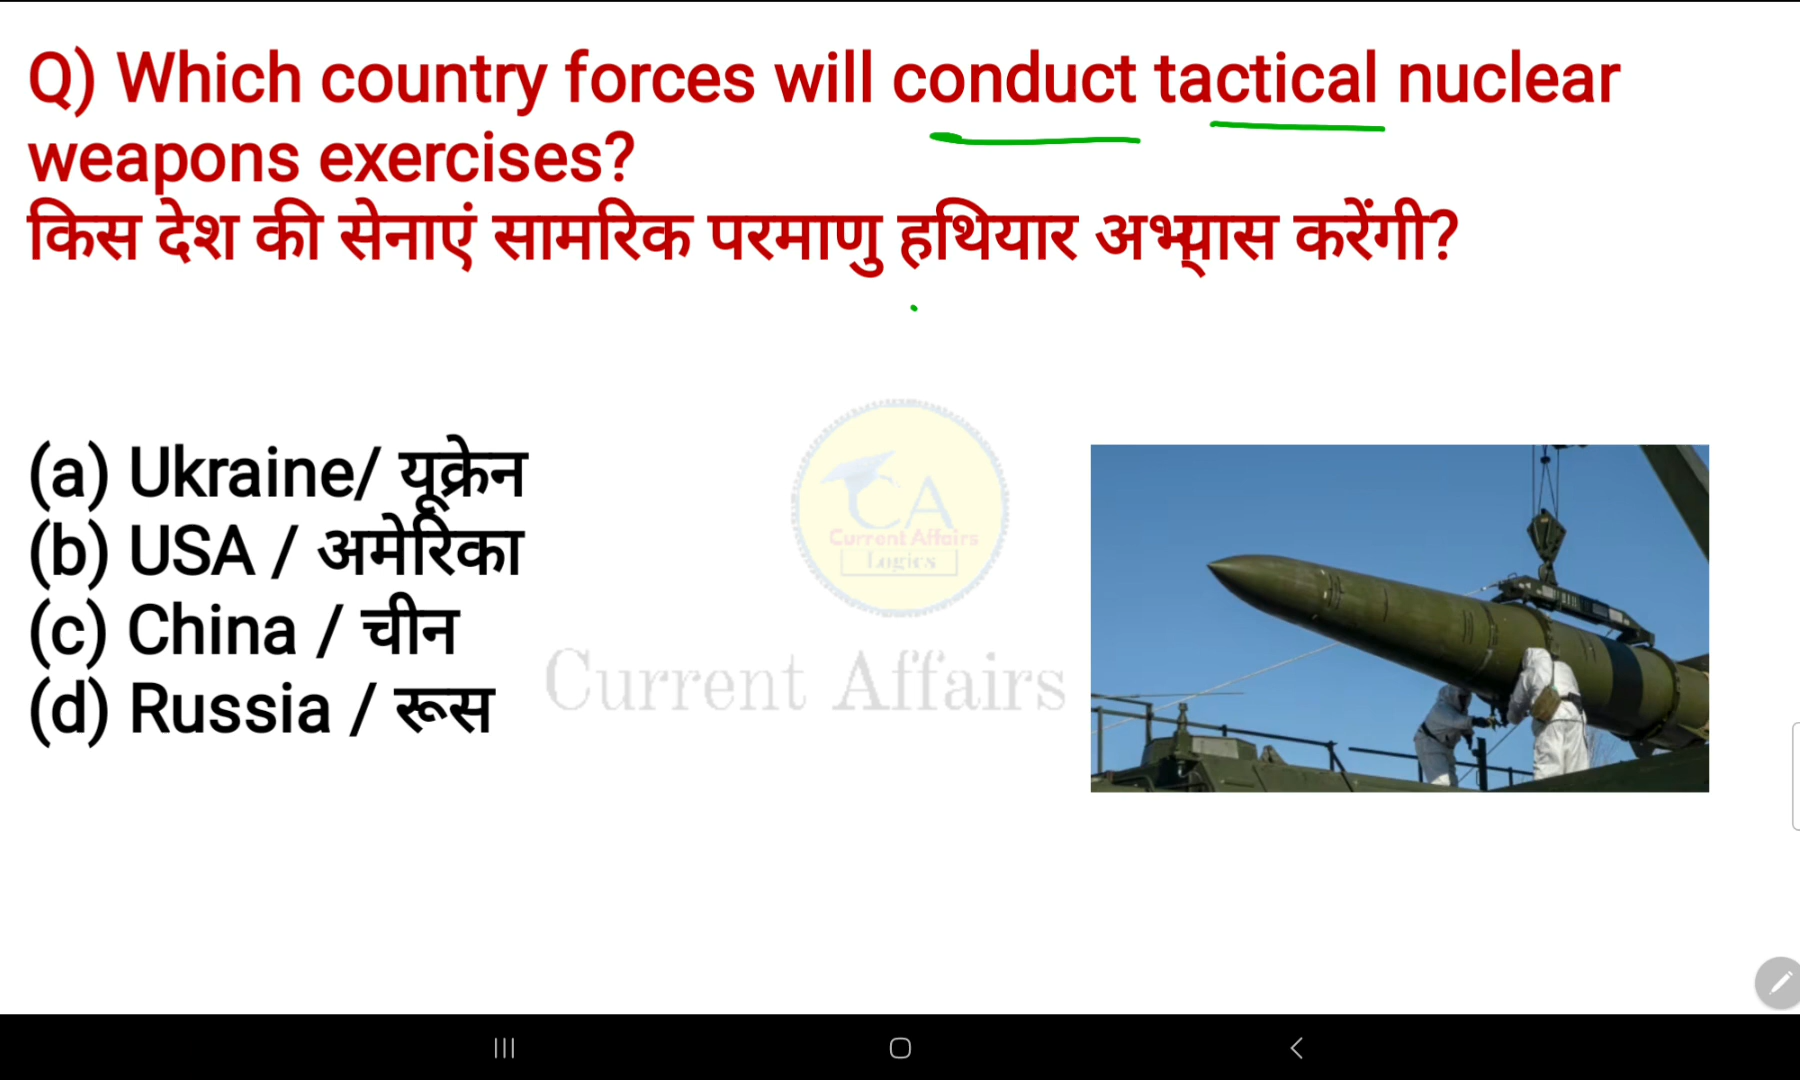 Q) Which country forces will conduct tactical nuclear
weapons exercises?
किस देश की सेनाएं सामरिक परमाणु हथियार अभ्यास करेंगी?
(a) Ukraine/ यूक्रेन
(b) USA / अमेरिका
(c) China / चीन
(d) Russia / रूस
CA
Current Affairs
Logics
Current Affairs